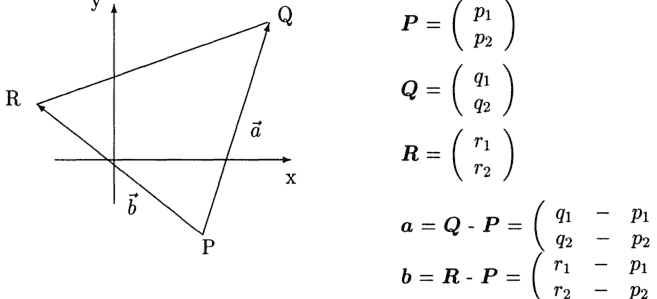 y
Q
R
a⃗
x
b⃗
P
P = ( p₁
p₂ )
Q = ( q₁
q₂ )
R = ( r₁
r₂ )
a = Q - P = ( q₁ − p₁
q₂ − p₂
b = R - P = ( r₁ − p₁
r₂ − p₂